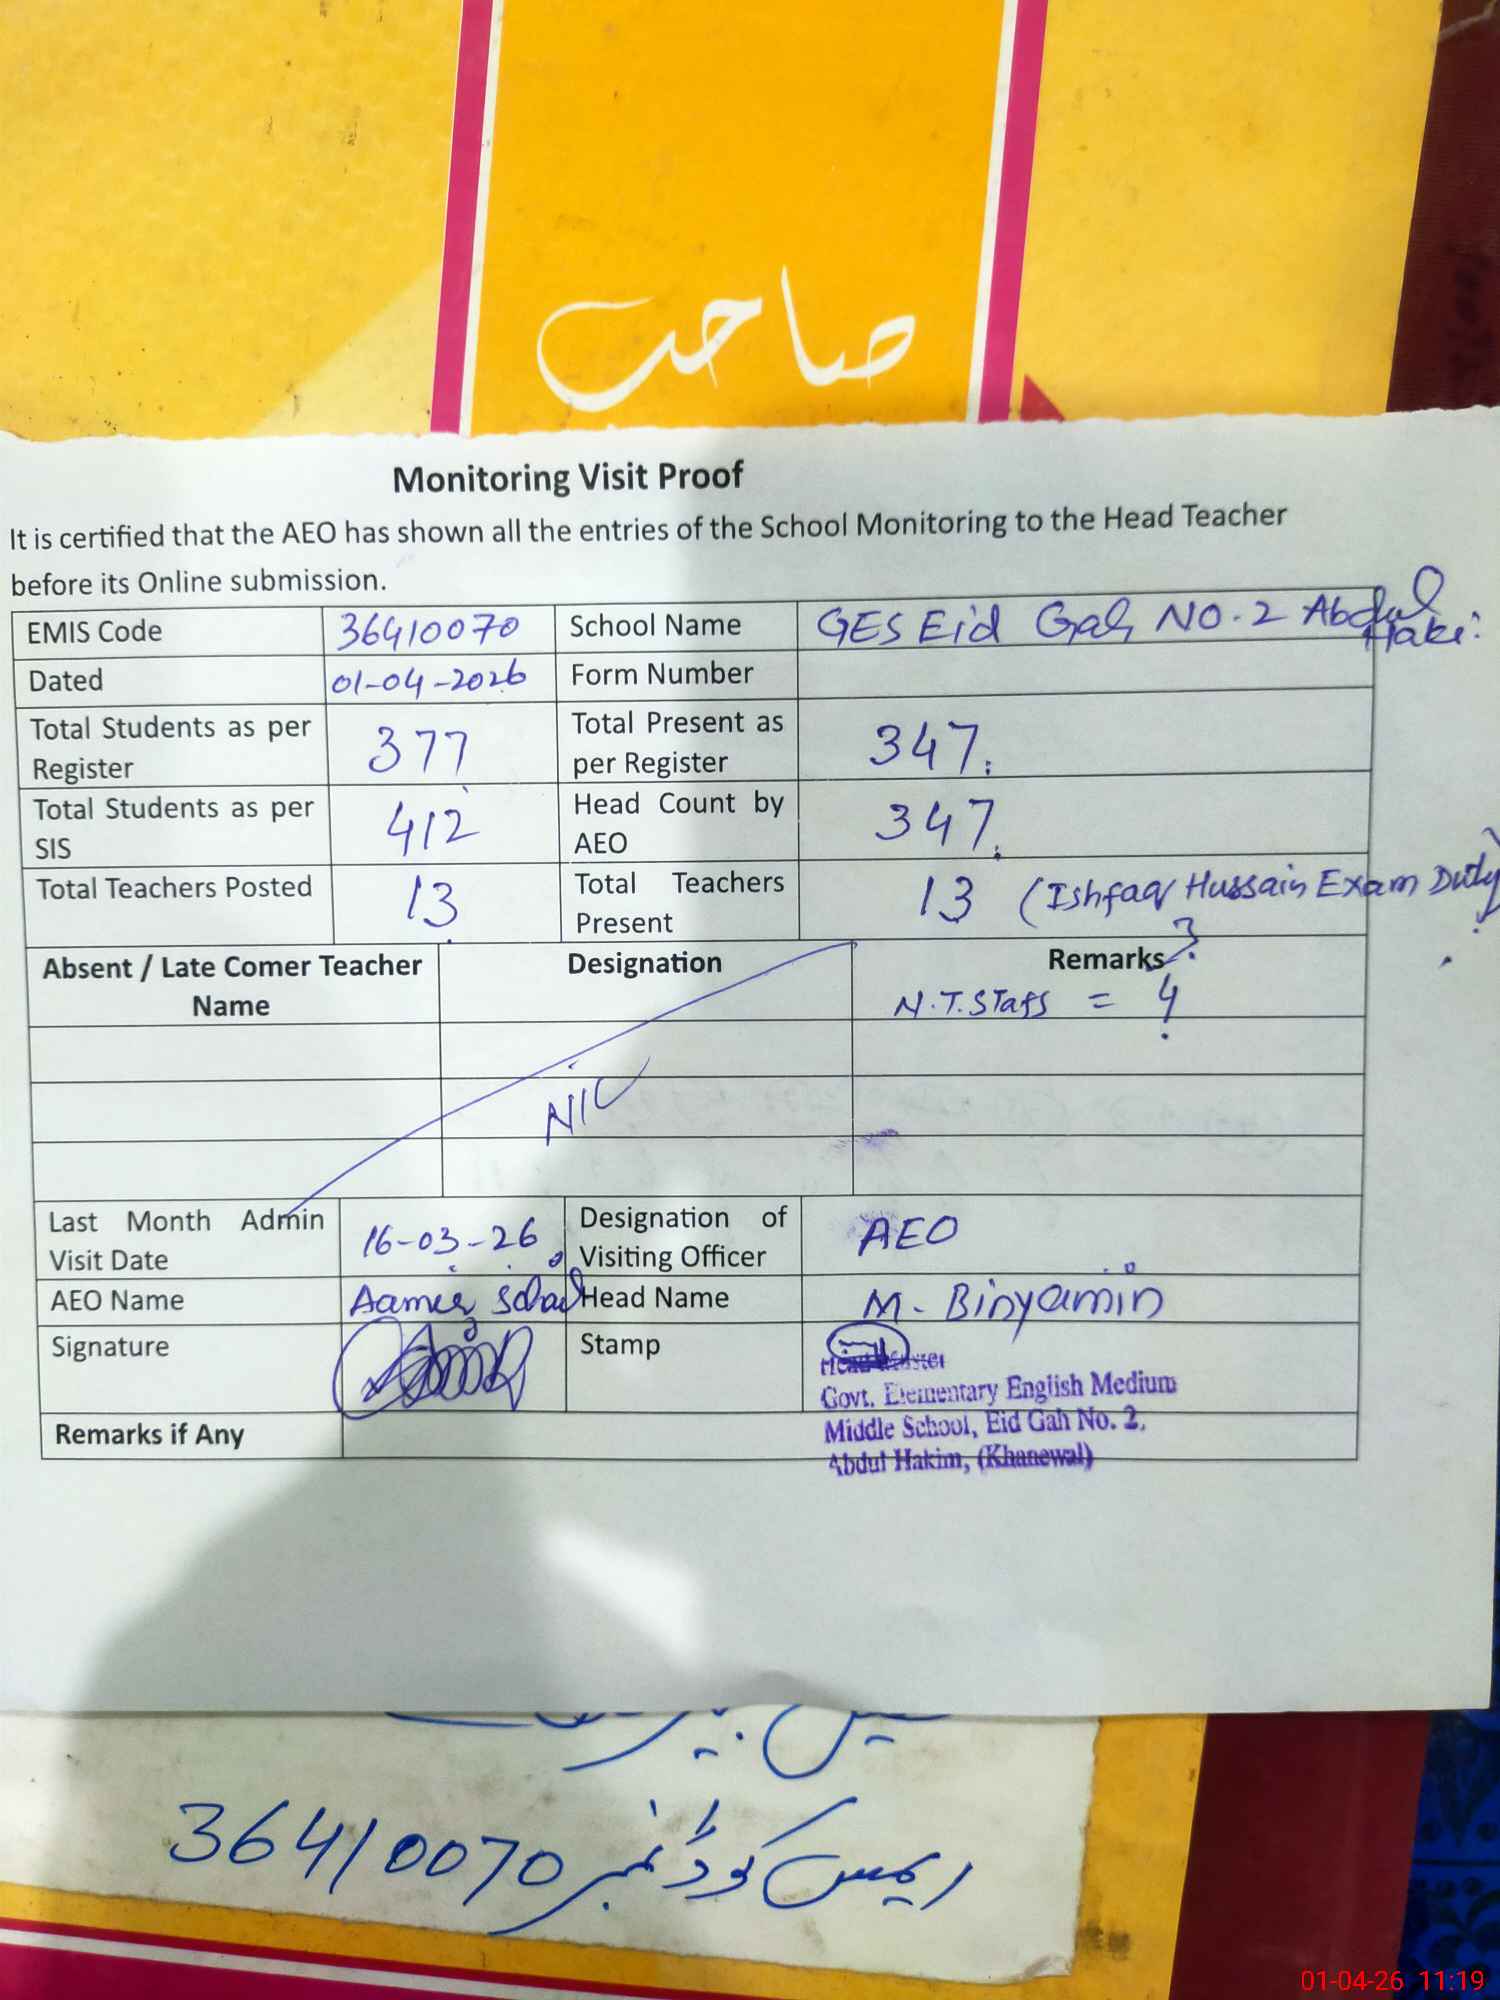 صاحب
Monitoring Visit Proof
It is certified that the AEO has shown all the entries of the School Monitoring to the Head Teacher
before its Online submission.
EMIS Code 36410070 School Name GES Eid Gah NO.2 Abdul Haki
Dated 01-04-2026 Form Number
Total Students as per Register 377 Total Present as per Register 347
Total Students as per SIS 412 Head Count by AEO 347
Total Teachers Posted 13 Total Teachers Present 13 (Ishfaq Hussain Exam Duty)
Absent / Late Comer Teacher Name Designation Remarks
N.T. Staff = 4
NIL
Last Month Admin Visit Date 16-03-26 Designation of Visiting Officer AEO
AEO Name Aamer Head Name M. Binyamin
Signature Stamp
Head Master
Govt. Elementary English Medium
Middle School, Eid Gah No. 2,
Abdul Hakim, (Khanewal)
Remarks if Any
ایمس کوڈ نمبر 36410070
01-04-26 11:19